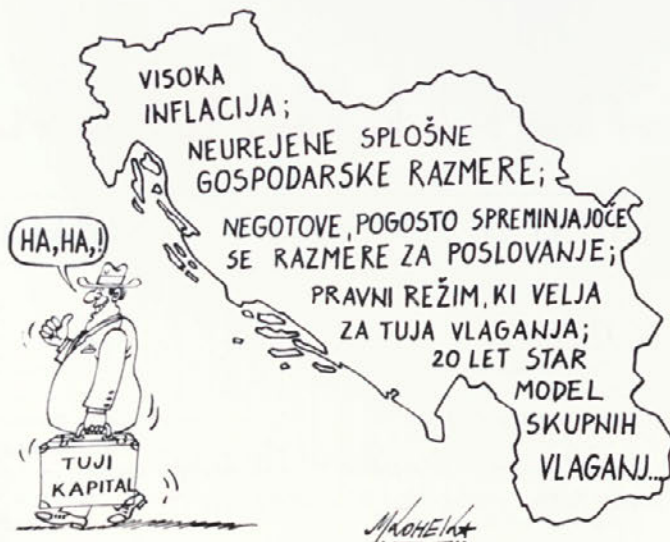 VISOKA
INFLACIJA;
NEUREJENE SPLOŠNE
GOSPODARSKE RAZMERE;
NEGOTOVE, POGOSTO SPREMINJAJOČE
SE RAZMERE ZA POSLOVANJE;
PRAVNI REŽIM, KI VELJA
ZA TUJA VLAGANJA;
20 LET STAR
MODEL
SKUPNIH
VLAGANJ...
HA, HA,!
TUJI
KAPITAL